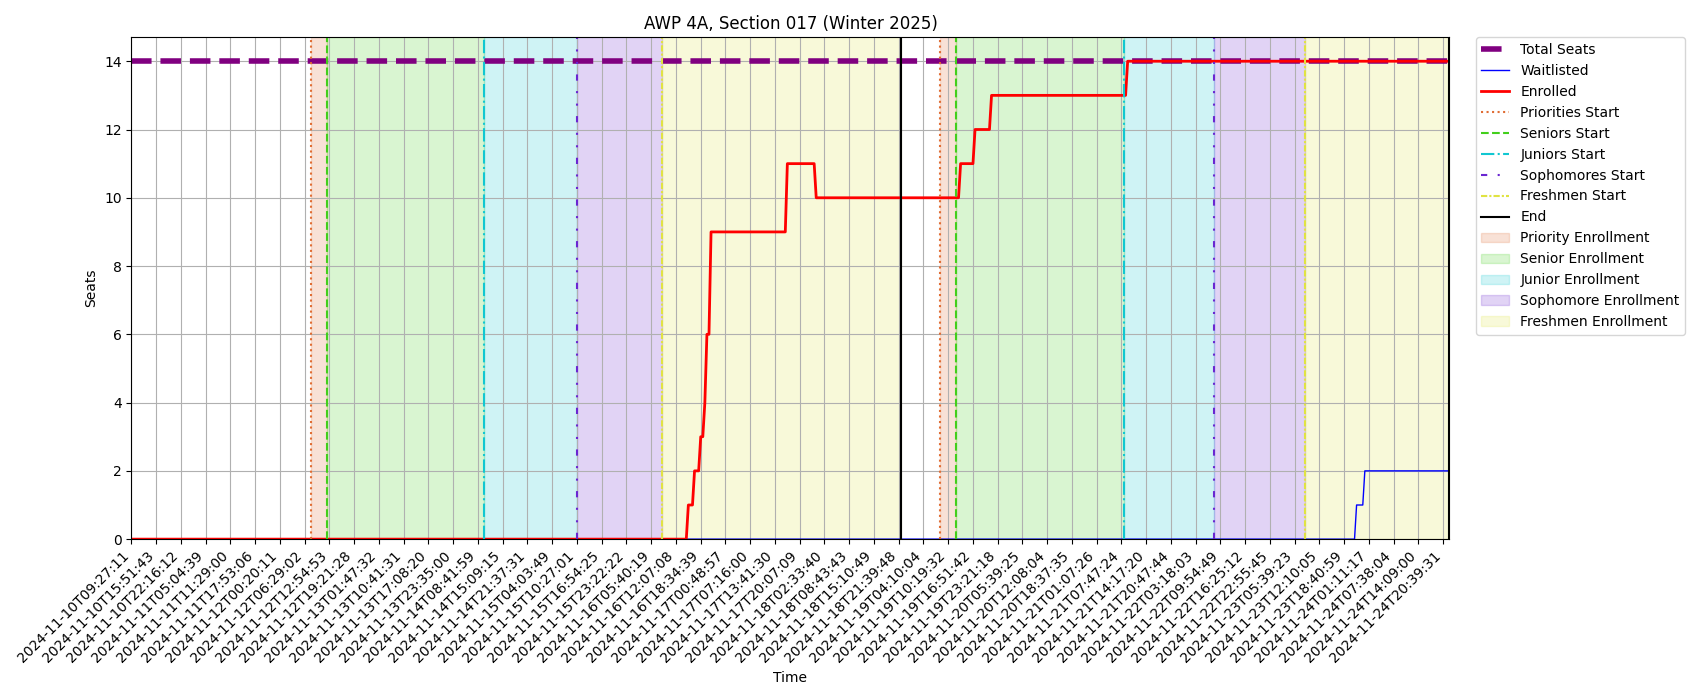 AWP 4A, Section 017 (Winter 2025)
Total Seats
Waitlisted
Enrolled
Priorities Start
Seniors Start
Juniors Start
Sophomores Start
Freshmen Start
End
Priority Enrollment
Senior Enrollment
Junior Enrollment
Sophomore Enrollment
Freshmen Enrollment
Seats
14
12
10
8
6
4
2
0
2024-11-10T09:27:11
2024-11-10T15:51:43
2024-11-10T22:16:12
2024-11-11T05:04:39
2024-11-11T11:29:00
2024-11-11T17:53:06
2024-11-12T00:20:11
2024-11-12T06:29:02
2024-11-12T12:54:53
2024-11-12T19:21:28
2024-11-13T01:47:32
2024-11-13T10:41:31
2024-11-13T17:08:20
2024-11-13T23:35:00
2024-11-14T08:41:59
2024-11-14T15:09:15
2024-11-14T21:37:31
2024-11-15T04:03:49
2024-11-15T10:27:01
2024-11-15T16:54:25
2024-11-15T23:22:22
2024-11-16T05:40:19
2024-11-16T12:07:08
2024-11-16T18:34:39
2024-11-17T00:48:57
2024-11-17T07:16:00
2024-11-17T13:41:30
2024-11-17T20:07:09
2024-11-18T02:33:40
2024-11-18T08:43:43
2024-11-18T15:10:49
2024-11-18T21:39:48
2024-11-19T04:10:04
2024-11-19T10:19:32
2024-11-19T16:51:42
2024-11-19T23:21:18
2024-11-20T05:39:25
2024-11-20T12:08:04
2024-11-20T18:37:35
2024-11-21T01:07:26
2024-11-21T07:47:24
2024-11-21T14:17:20
2024-11-21T20:47:44
2024-11-22T03:18:03
2024-11-22T09:54:49
2024-11-22T16:25:12
2024-11-22T22:55:45
2024-11-23T05:39:23
2024-11-23T12:10:05
2024-11-23T18:40:59
2024-11-24T01:11:17
2024-11-24T07:38:04
2024-11-24T14:09:00
2024-11-24T20:39:31
Time